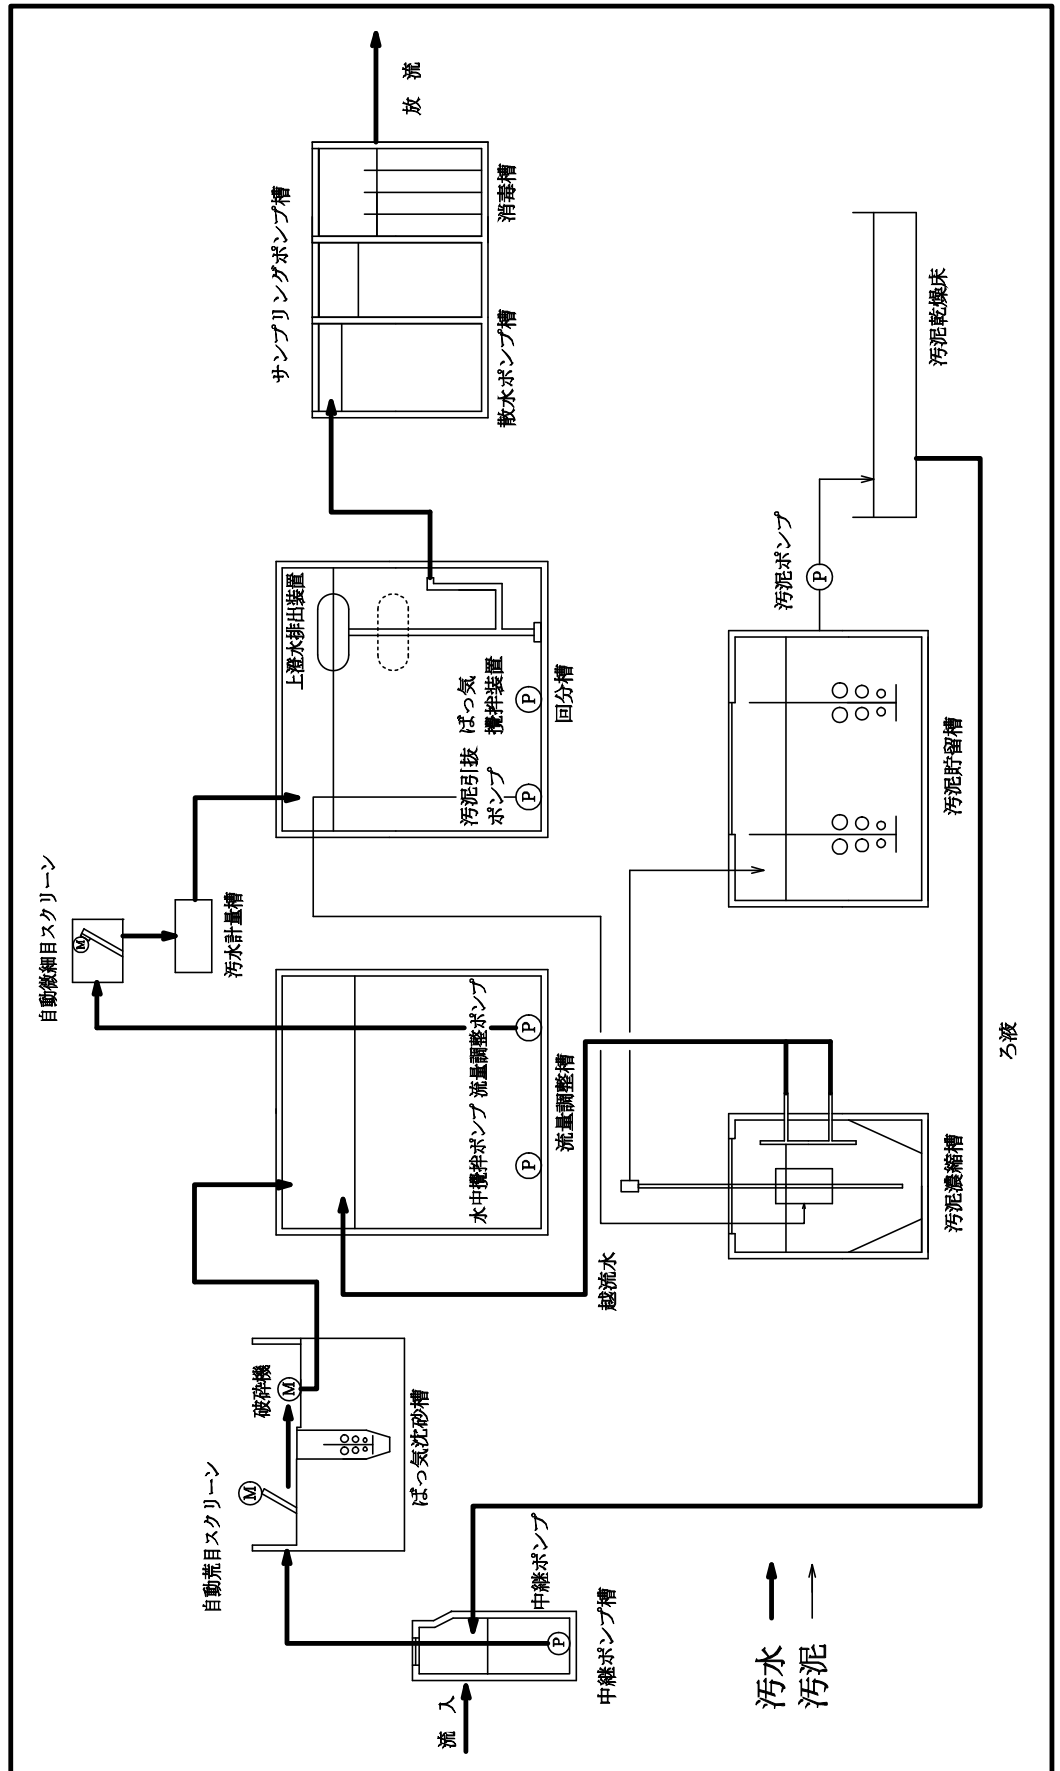 流 入
中継ポンプ槽
中継ポンプ
自動荒目スクリーン
M
破砕機
M
ばっ気沈砂槽
P
水中攪拌ポンプ
流量調整ポンプ
P
P
流量調整槽
自動微細目スクリーン
M
汚水計量槽
上澄水排出装置
汚泥引抜
ポンプ
ばっ気
攪拌装置
P
P
回分槽
サンプリングポンプ槽
散水ポンプ槽
消毒槽
放 流
越流水
汚泥濃縮槽
汚泥貯留槽
汚泥ポンプ
P
汚泥乾燥床
ろ液
汚水
汚泥